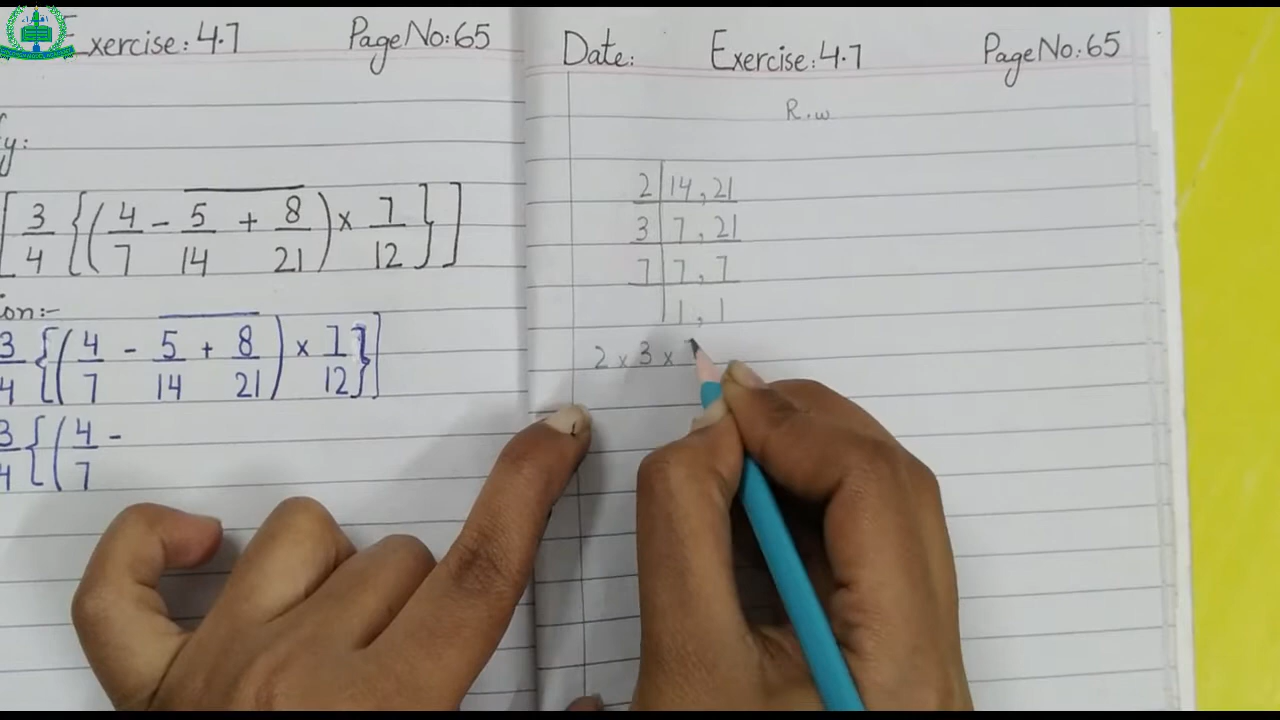 Exercise: 4.7 Page No: 65
fy:
[ 3/4 { ( 4/7 - 5/14 + 8/21 ) × 7/12 } ]
ion:-
3/4 { ( 4/7 - 5/14 + 8/21 ) × 7/12 } ]
3/4 { ( 4/7 -
Date: Exercise: 4.7 Page No: 65
R.w
2 | 14, 21
3 | 7, 21
7 | 7, 7
1, 1
2 × 3 ×